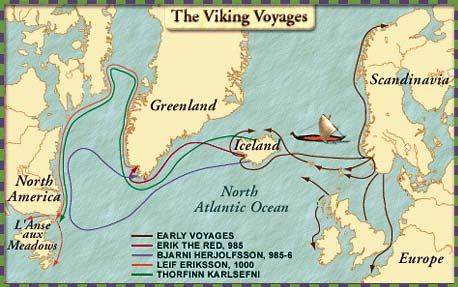 The Viking Voyages
Scandinavia
Greenland
Iceland
North
America
L'Anse
aux
Meadows
North
Atlantic Ocean
Europe
EARLY VOYAGES
ERIK THE RED, 985
BJARNI HERJOLFSSON, 985-6
LEIF ERIKSSON, 1000
THORFINN KARLSEFNI